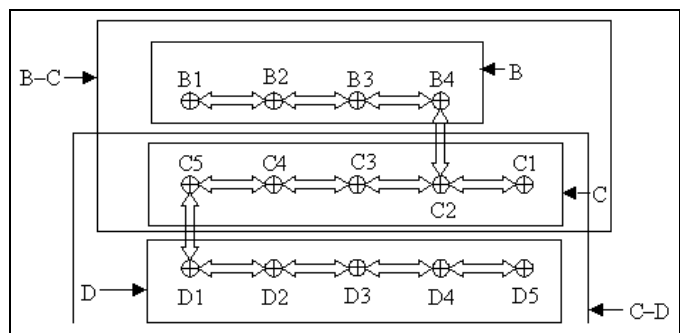 B1 B2 B3 B4 B
B–C
C5 C4 C3 C1
C2 C
D
D1 D2 D3 D4 D5 C–D